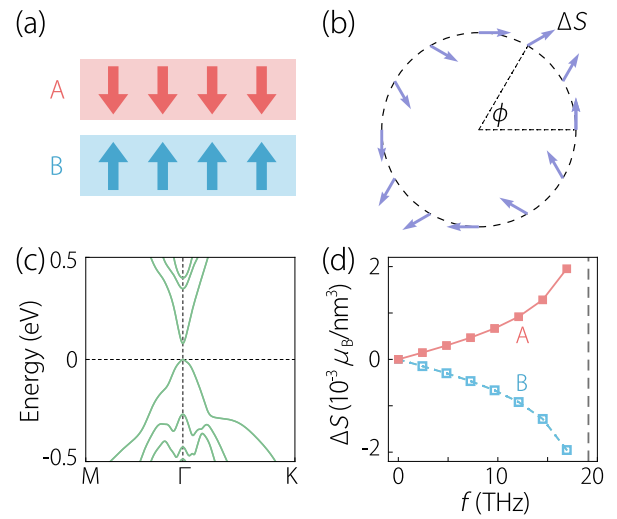 (a)
A
B
(b)
ΔS
ϕ
(c)
Energy (eV)
0.5
0
-0.5
M
Γ
K
(d)
ΔS (10⁻³ μ_B/nm³)
2
0
-2
A
B
0
10
20
f (THz)